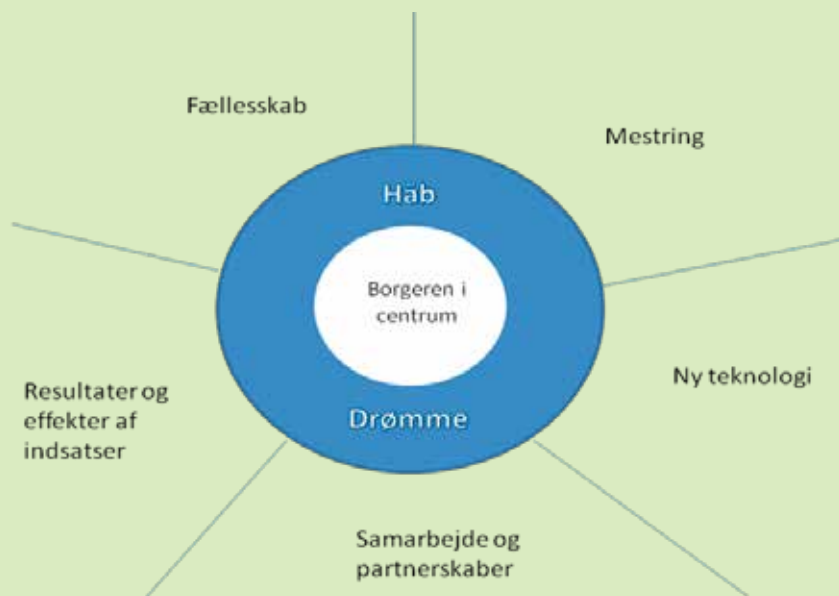 Fællesskab
Mestring
Håb
Borgeren i
centrum
Drømme
Ny teknologi
Resultater og
effekter af
indsatser
Samarbejde og
partnerskaber